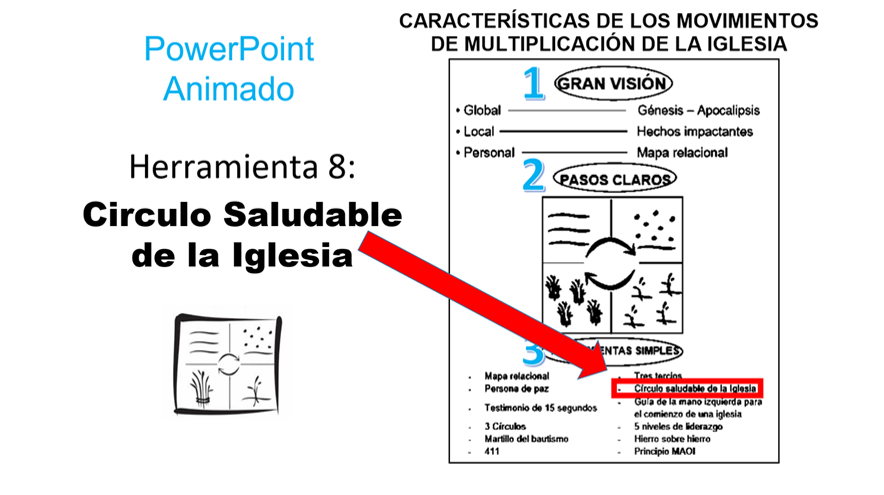 PowerPoint
Animado
Herramienta 8:
Circulo Saludable
de la Iglesia
CARACTERÍSTICAS DE LOS MOVIMIENTOS
DE MULTIPLICACIÓN DE LA IGLESIA
1 GRAN VISIÓN
• Global Génesis – Apocalipsis
• Local Hechos impactantes
• Personal Mapa relacional
2 PASOS CLAROS
3 ENTAS SIMPLES
- Mapa relacional
- Persona de paz
- Testimonio de 15 segundos
- 3 Círculos
- Martillo del bautismo
- 411
- Tres tercios
- Círculo saludable de la Iglesia
- Guía de la mano izquierda para
el comienzo de una iglesia
- 5 niveles de liderazgo
- Hierro sobre hierro
- Principio MAOI